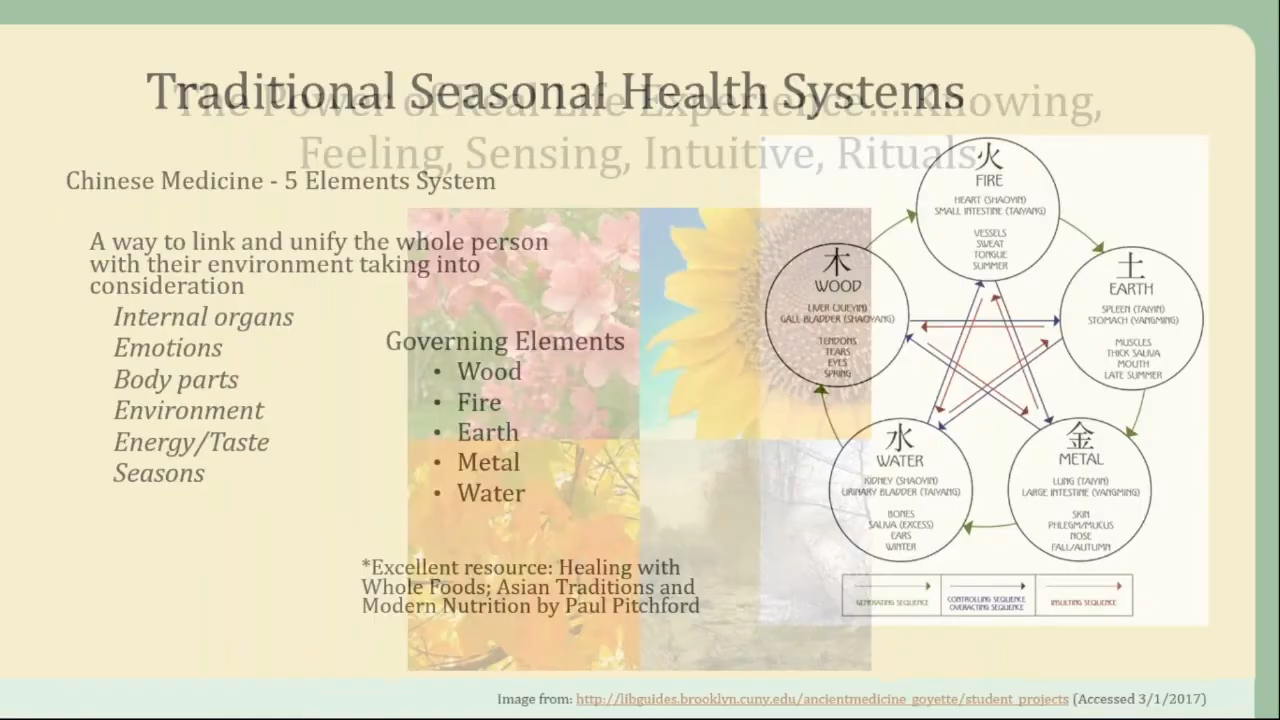 Traditional Seasonal Health Systems
The Power of Real Life Experience....Knowing,
Feeling, Sensing, Intuitive, Rituals
Chinese Medicine - 5 Elements System
A way to link and unify the whole person
with their environment taking into
consideration
Internal organs
Emotions
Body parts
Environment
Energy/Taste
Seasons
Governing Elements
• Wood
• Fire
• Earth
• Metal
• Water
*Excellent resource: Healing with
Whole Foods; Asian Traditions and
Modern Nutrition by Paul Pitchford
火
FIRE
HEART (SHAOYIN)
SMALL INTESTINE (TAIYANG)
VESSELS
SWEAT
TONGUE
SUMMER
木
WOOD
LIVER (JUEYIN)
GALL BLADDER (SHAOYANG)
TENDONS
TEARS
EYES
SPRING
土
EARTH
SPLEEN (TAIYIN)
STOMACH (YANGMING)
MUSCLES
THICK SALIVA
MOUTH
LATE SUMMER
水
WATER
KIDNEY (SHAOYIN)
URINARY BLADDER (TAIYANG)
BONES
SALIVA (EXCESS)
EARS
WINTER
金
METAL
LUNG (TAIYIN)
LARGE INTESTINE (YANGMING)
SKIN
PHLEGM/MUCUS
NOSE
FALL/AUTUMN
GENERATING SEQUENCE
CONTROLLING SEQUENCE
OVERACTING SEQUENCE
INSULTING SEQUENCE
Image from: http://libguides.brooklyn.cuny.edu/ancientmedicine_goyette/student_projects (Accessed 3/1/2017)